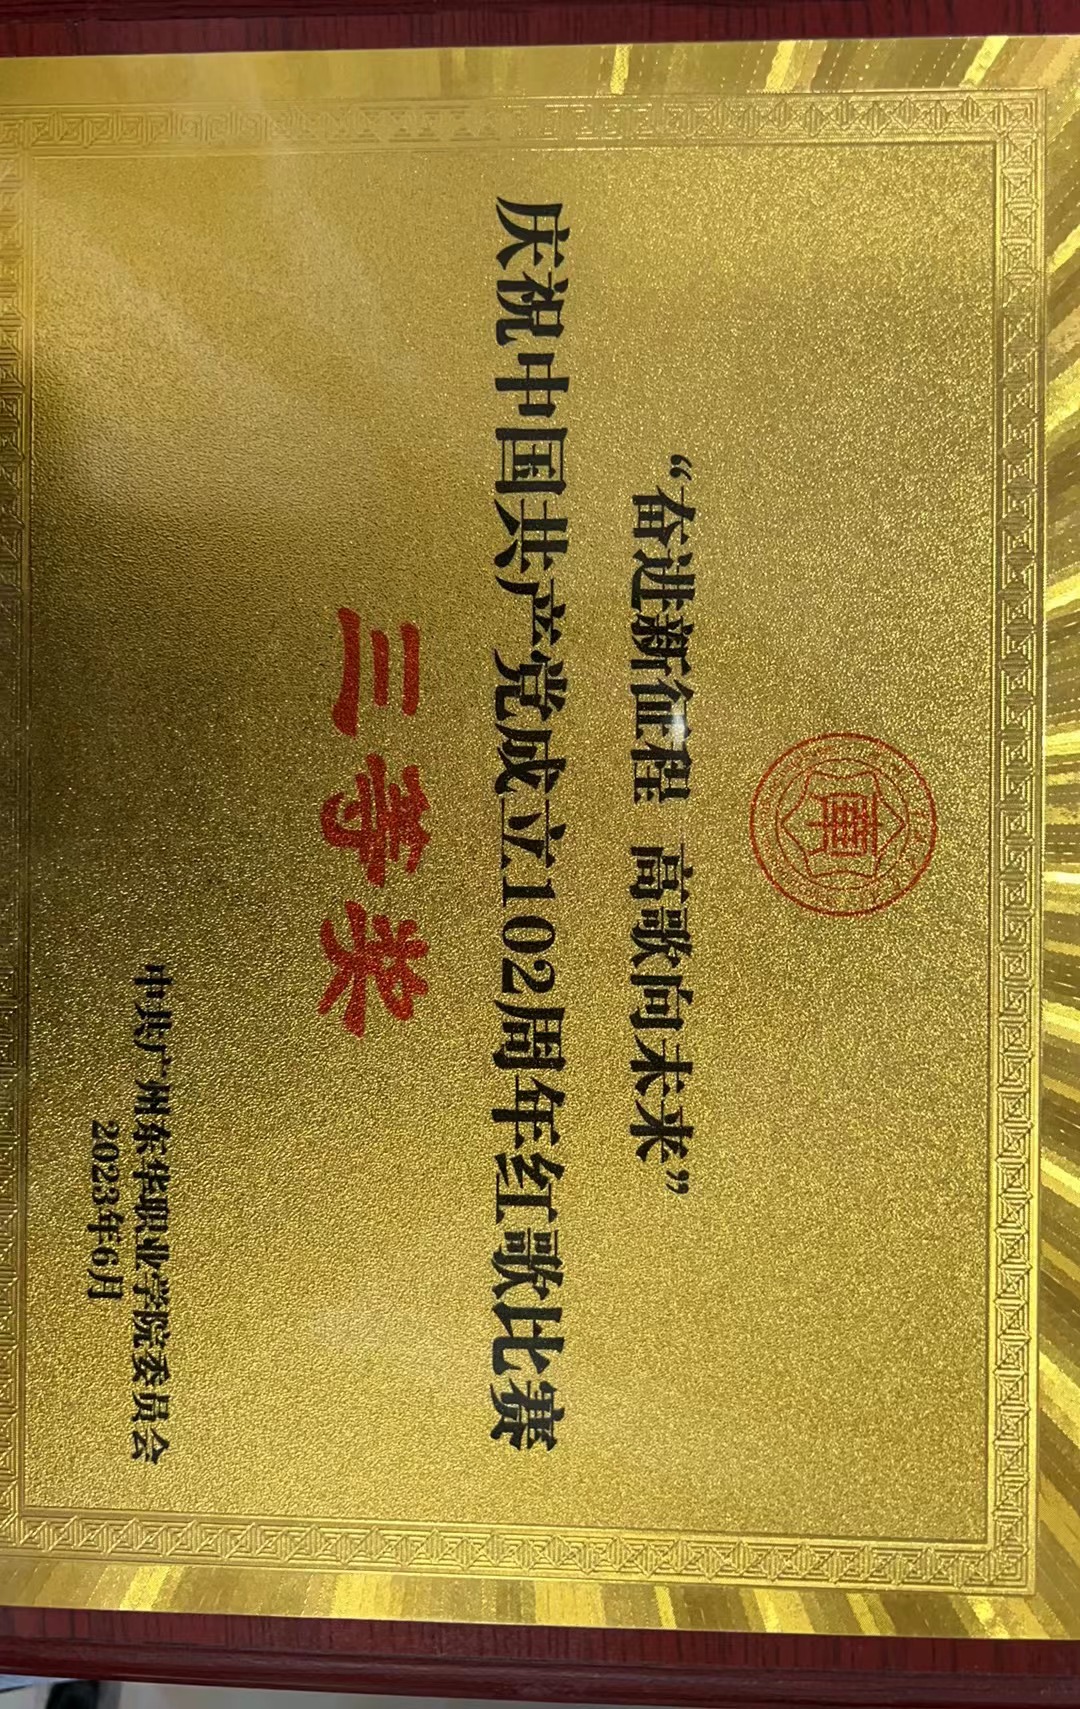 “奋进新征程 高歌向未来”
庆祝中国共产党成立102周年红歌比赛
三等奖
中共广州东华职业学院委员会
2023年6月